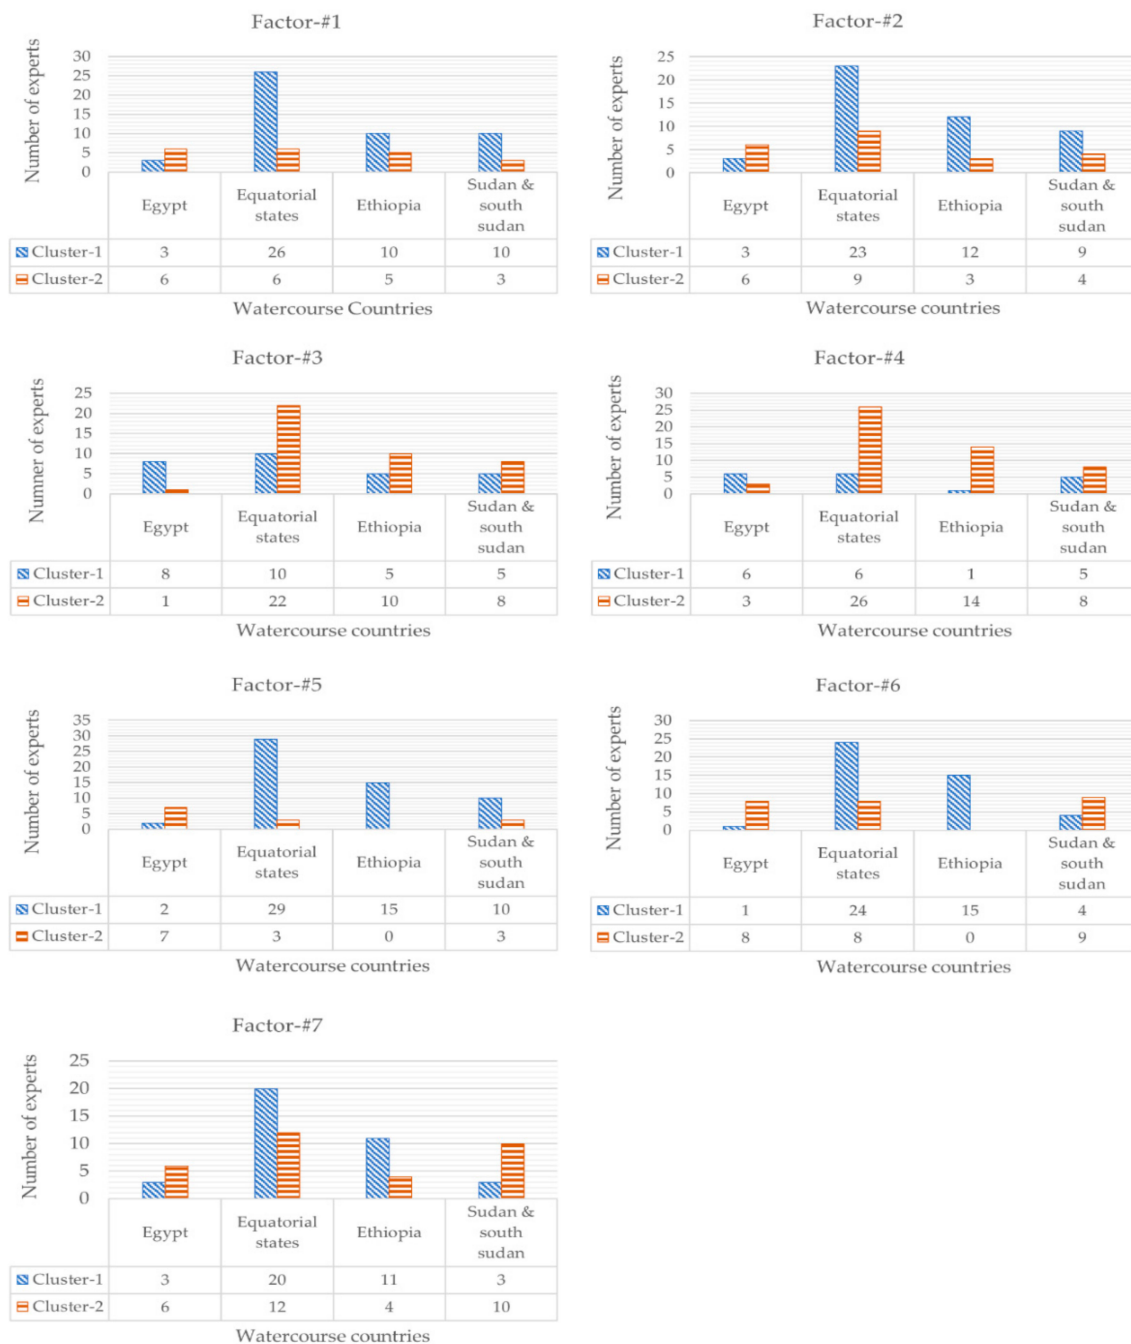 Factor-#1
Number of experts
30
25
20
15
10
5
0
Egypt
Equatorial states
Ethiopia
Sudan & south sudan
Cluster-1 3 26 10 10
Cluster-2 6 6 5 3
Watercourse Countries
Factor-#2
Number of experts
25
20
15
10
5
0
Egypt
Equatorial states
Ethiopia
Sudan & south sudan
Cluster-1 3 23 12 9
Cluster-2 6 9 3 4
Watercourse countries
Factor-#3
Numner of experts
25
20
15
10
5
0
Egypt
Equatorial states
Ethiopia
Sudan & south sudan
Cluster-1 8 10 5 5
Cluster-2 1 22 10 8
Watercourse countries
Factor-#4
Number of experts
30
25
20
15
10
5
0
Egypt
Equatorial states
Ethiopia
Sudan & south sudan
Cluster-1 6 6 1 5
Cluster-2 3 26 14 8
Watercourse countries
Factor-#5
Number of experts
35
30
25
20
15
10
5
0
Egypt
Equatorial states
Ethiopia
Sudan & south sudan
Cluster-1 2 29 15 10
Cluster-2 7 3 0 3
Watercourse countries
Factor-#6
Number of experts
30
25
20
15
10
5
0
Egypt
Equatorial states
Ethiopia
Sudan & south sudan
Cluster-1 1 24 15 4
Cluster-2 8 8 0 9
Watercourse countries
Factor-#7
Number of experts
25
20
15
10
5
0
Egypt
Equatorial states
Ethiopia
Sudan & south sudan
Cluster-1 3 20 11 3
Cluster-2 6 12 4 10
Watercourse countries